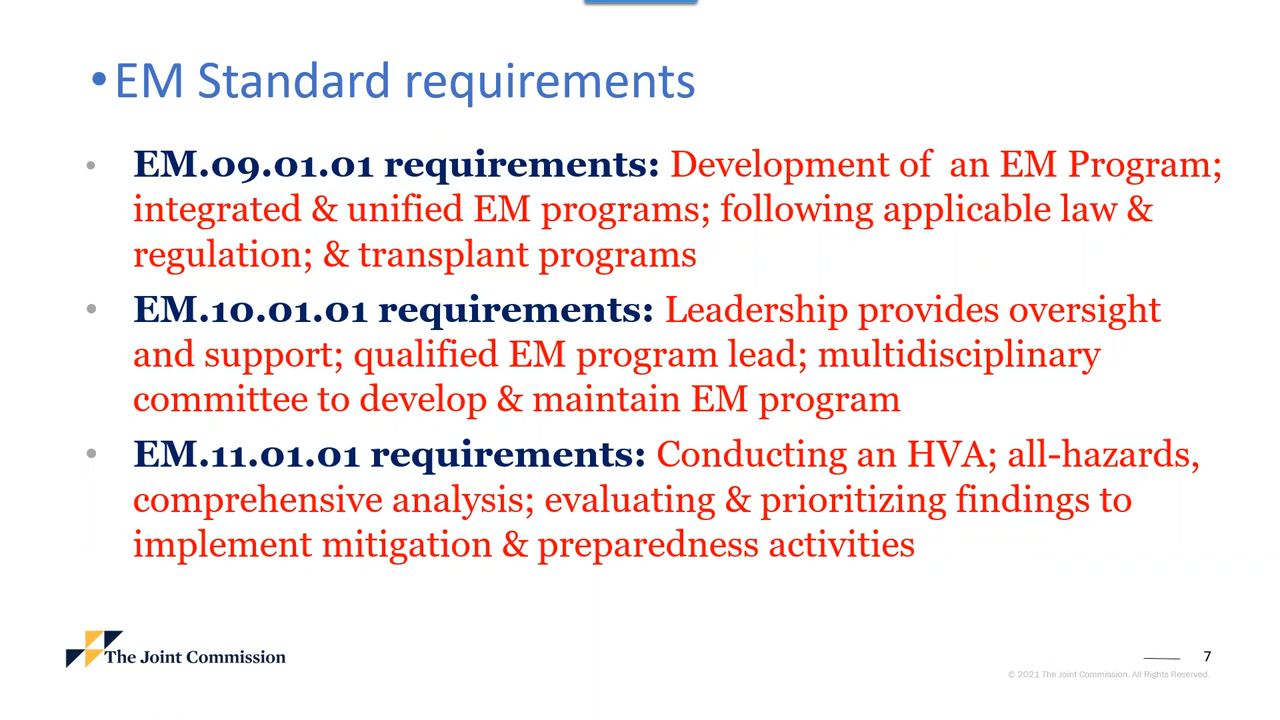 •EM Standard requirements
• EM.09.01.01 requirements: Development of an EM Program;
integrated & unified EM programs; following applicable law &
regulation; & transplant programs
• EM.10.01.01 requirements: Leadership provides oversight
and support; qualified EM program lead; multidisciplinary
committee to develop & maintain EM program
• EM.11.01.01 requirements: Conducting an HVA; all-hazards,
comprehensive analysis; evaluating & prioritizing findings to
implement mitigation & preparedness activities
The Joint Commission
7
© 2021 The Joint Commission. All Rights Reserved.